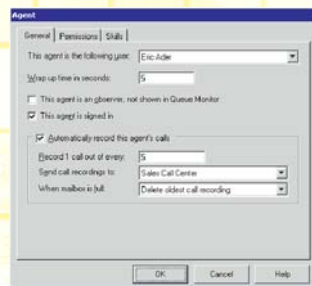 Agent
General Permissions Skills
This agent is the following user: Eric Ader
Wrap up time in seconds: 5
This agent is an observer, not shown in Queue Monitor
This agent is signed in
Automatically record this agent's calls
Record 1 call out of every: 5
Send call recordings to: Sales Call Center
When mailbox is full: Delete oldest call recording
OK Cancel Help